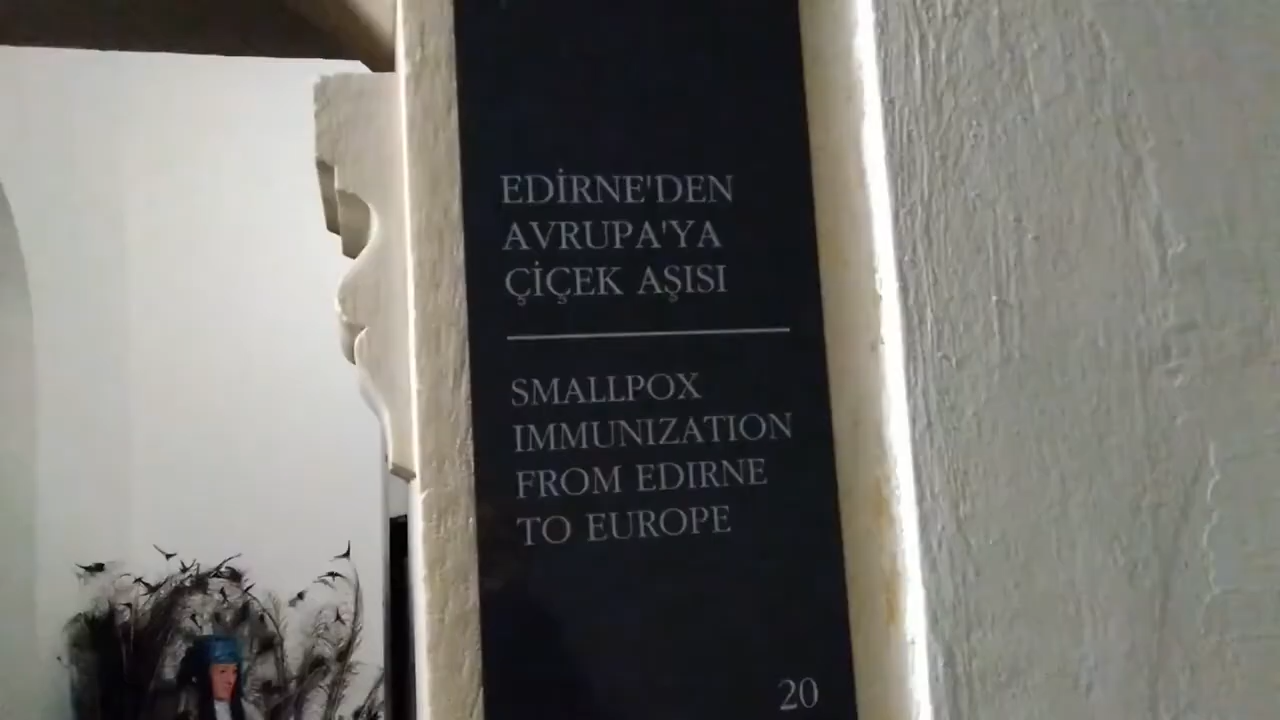 EDİRNE'DEN
AVRUPA'YA
ÇİÇEK AŞISI
SMALLPOX
IMMUNIZATION
FROM EDIRNE
TO EUROPE
20